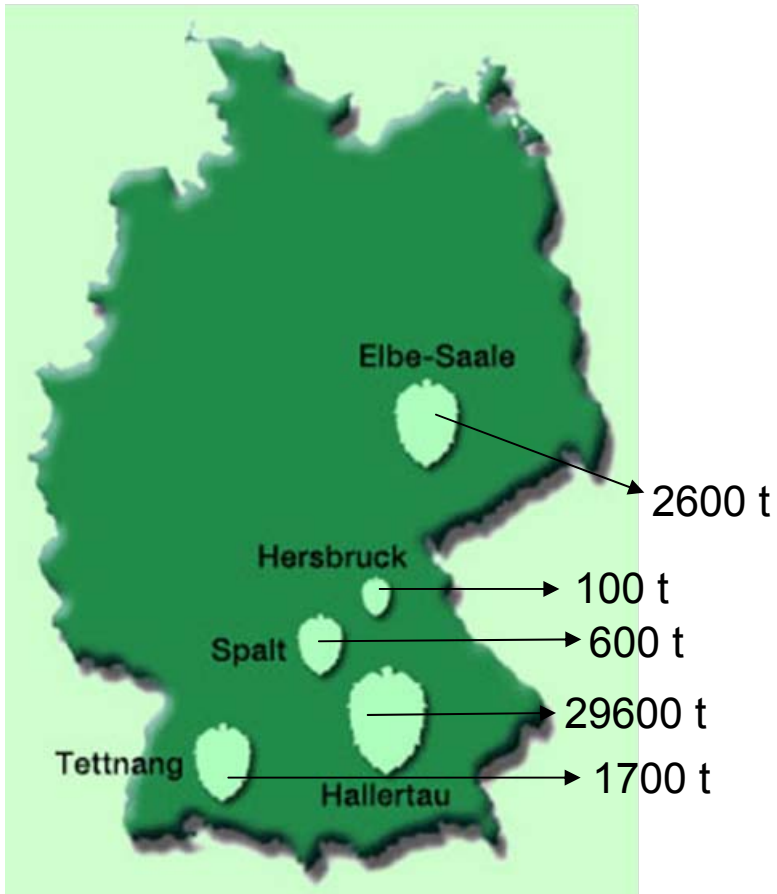 Elbe-Saale
2600 t
Hersbruck
100 t
Spalt
600 t
29600 t
Tettnang
1700 t
Hallertau